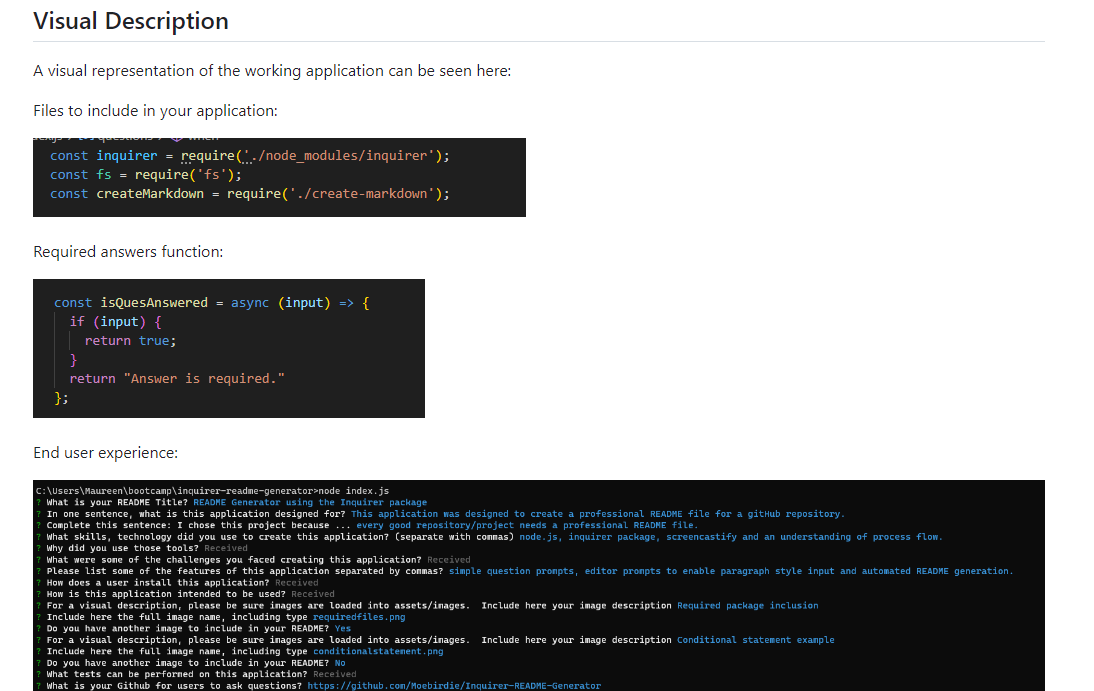 Visual Description
A visual representation of the working application can be seen here:
Files to include in your application:
const inquirer = require('./node_modules/inquirer');
const fs = require('fs');
const createMarkdown = require('./create-markdown');
Required answers function:
const isQuesAnswered = async (input) => {
if (input) {
return true;
}
return "Answer is required."
};
End user experience:
C:\Users\Maureen\bootcamp\inquirer-readme-generator>node index.js
? What is your README Title? README Generator using the Inquirer package
? In one sentence, what is this application designed for? This application was designed to create a professional README file for a gitHub repository.
? Complete this sentence: I chose this project because ... every good repository/project needs a professional README file.
? What skills, technology did you use to create this application? (separate with commas) node.js, inquirer package, screencastify and an understanding of process flow.
? Why did you use those tools? Received
? What were some of the challenges you faced creating this application? Received
? Please list some of the features of this application separated by commas? simple question prompts, editor prompts to enable paragraph style input and automated README generation.
? How does a user install this application? Received
? How is this application intended to be used? Received
? For a visual description, please be sure images are loaded into assets/images. Include here your image description Required package inclusion
? Include here the full image name, including type requiredfiles.png
? Do you have another image to include in your README? Yes
? For a visual description, please be sure images are loaded into assets/images. Include here your image description Conditional statement example
? Include here the full image name, including type conditionalstatement.png
? Do you have another image to include in your README? No
? What tests can be performed on this application? Received
? What is your Github for users to ask questions? https://github.com/Moebirdie/Inquirer-README-Generator